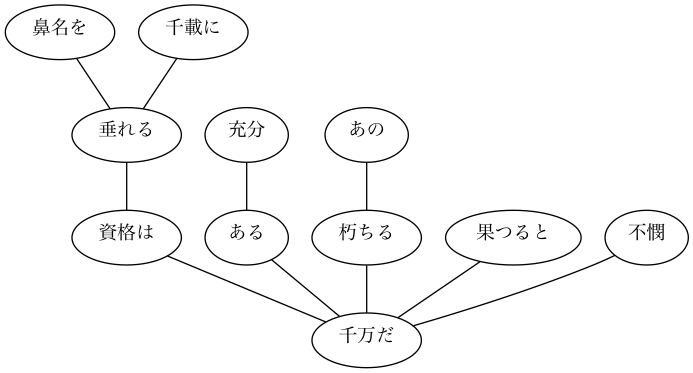 鼻名を 千載に
垂れる 充分 あの
資格は ある 朽ちる 果つると 不憫
千万だ